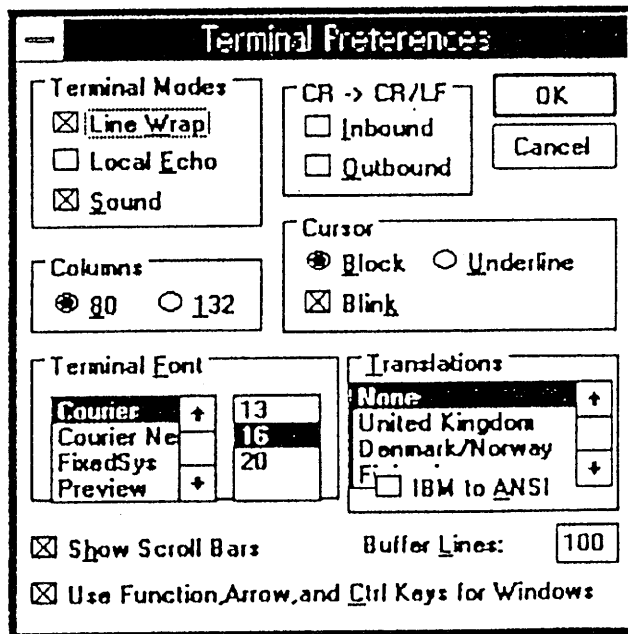 Terminal Preferences
Terminal Modes
Line Wrap
Local Echo
Sound
CR -> CR/LF
Inbound
Outbound
OK
Cancel
Columns
80 132
Cursor
Block Underline
Blink
Terminal Font
Courier
Courier Ne
FixedSys
Preview
13
16
20
Translations
None
United Kingdom
Denmark/Norway
IBM to ANSI
Show Scroll Bars
Buffer Lines: 100
Use Function,Arrow,and Ctrl Keys for Windows